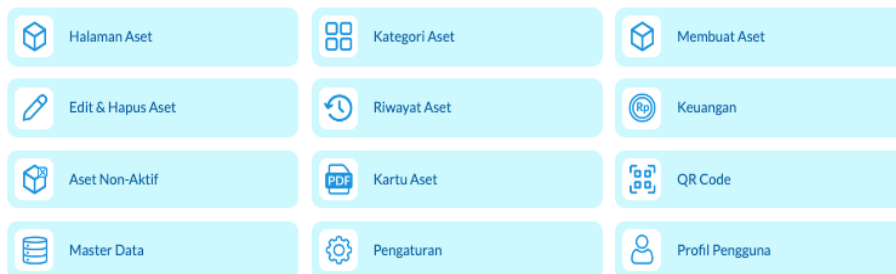 Halaman Aset
Kategori Aset
Membuat Aset
Edit & Hapus Aset
Riwayat Aset
Rp
Keuangan
Aset Non-Aktif
PDF
Kartu Aset
QR Code
Master Data
Pengaturan
Profil Pengguna